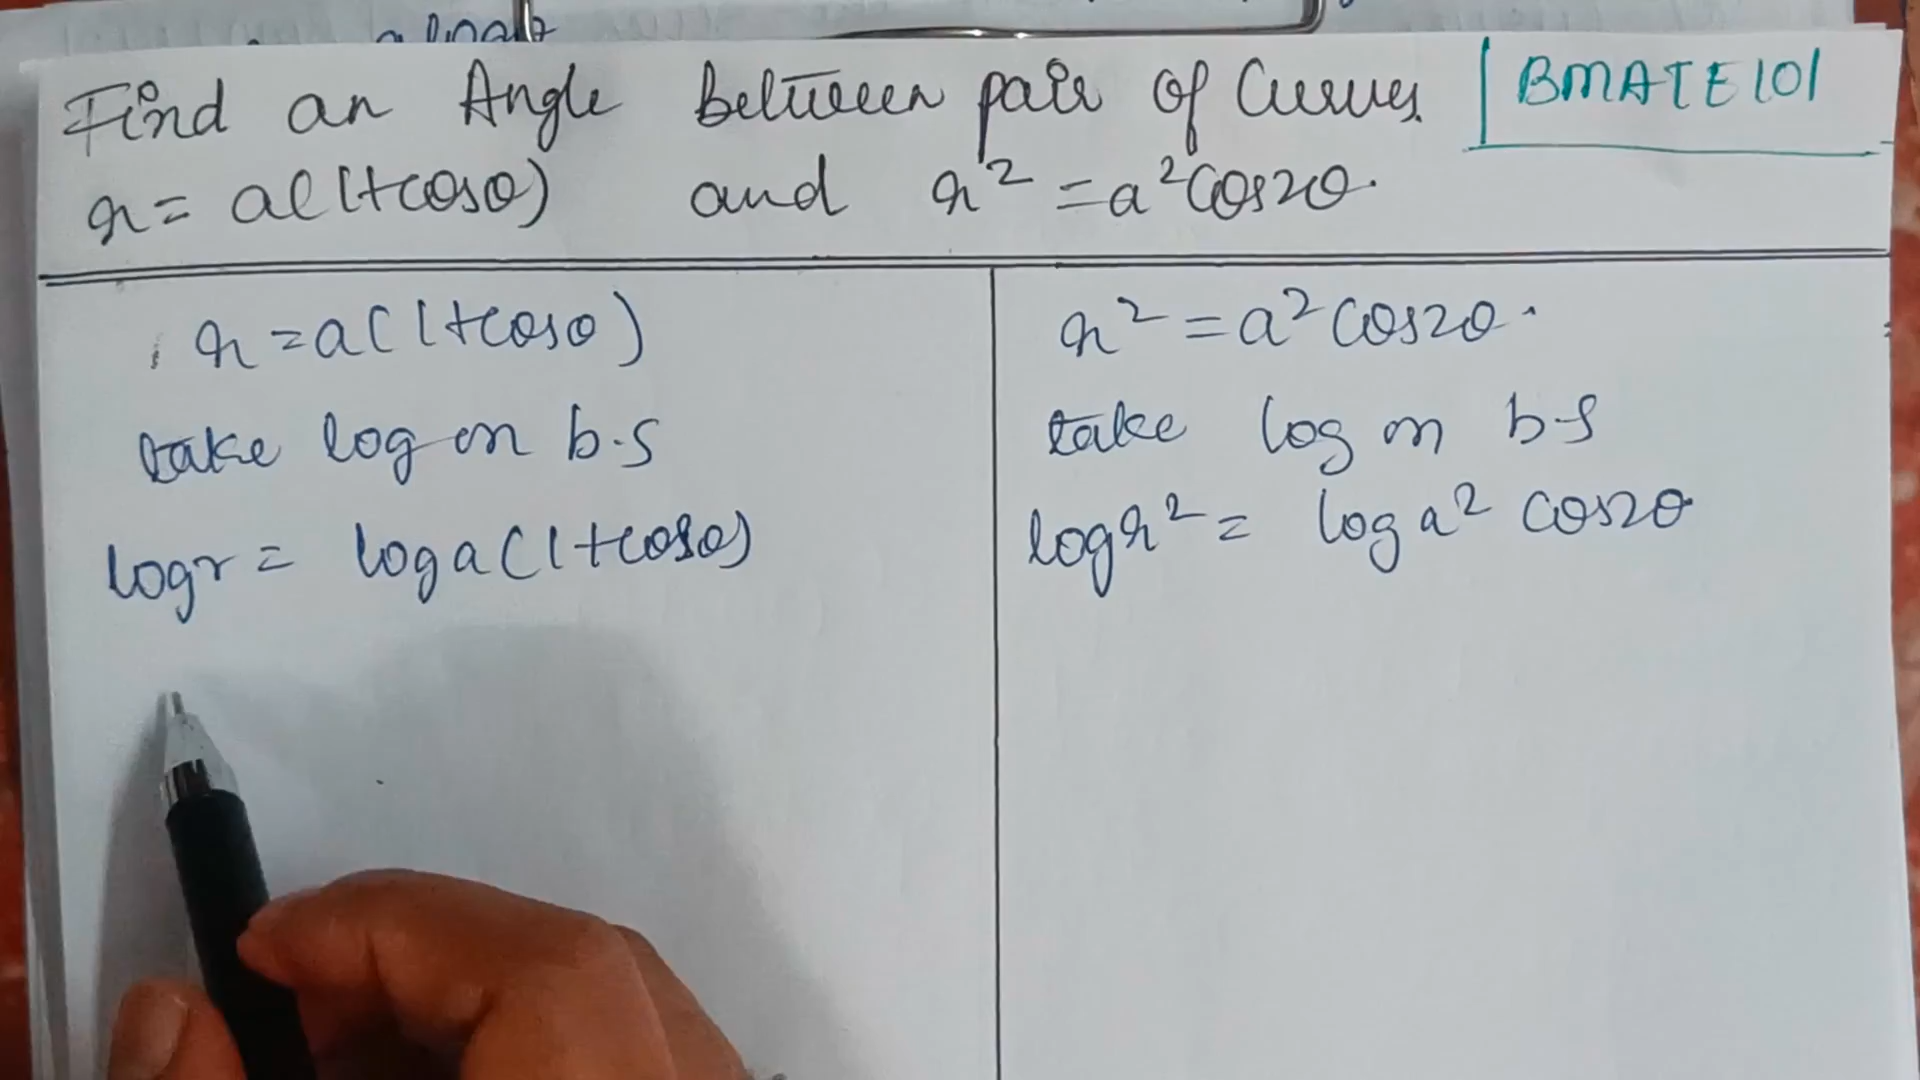 Find an Angle Between pair of Curves. BMATE101
r = a(1+cosθ) and r² = a²cos2θ.
r = a(1+cosθ)
take log on b.s
logr = log a(1+cosθ)
r² = a² cos2θ.
take log on b-s
log r² = log a² cos2θ